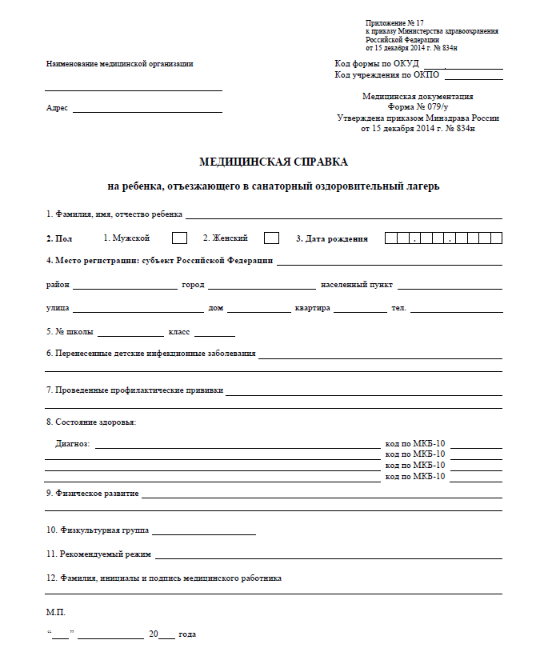 Приложение № 17
к приказу Министерства здравоохранения
Российской Федерации
от 15 декабря 2014 г. № 834н
Наименование медицинской организации
Код формы по ОКУД
Код учреждения по ОКПО
Медицинская документация
Форма № 079/у
Адрес
Утверждена приказом Минздрава России
от 15 декабря 2014 г. № 834н
МЕДИЦИНСКАЯ СПРАВКА
на ребенка, отъезжающего в санаторный оздоровительный лагерь
1. Фамилия, имя, отчество ребенка
2. Пол 1. Мужской 2. Женский 3. Дата рождения . .
4. Место регистрации: субъект Российской Федерации
район город населенный пункт
улица дом квартира тел.
5. № школы класс
6. Перенесенные детские инфекционные заболевания
7. Проведенные профилактические прививки
8. Состояние здоровья:
Диагноз: код по МКБ-10
код по МКБ-10
код по МКБ-10
код по МКБ-10
9. Физическое развитие
10. Физкультурная группа
11. Рекомендуемый режим
12. Фамилия, инициалы и подпись медицинского работника
М.П.
“___” ________ 20___ года